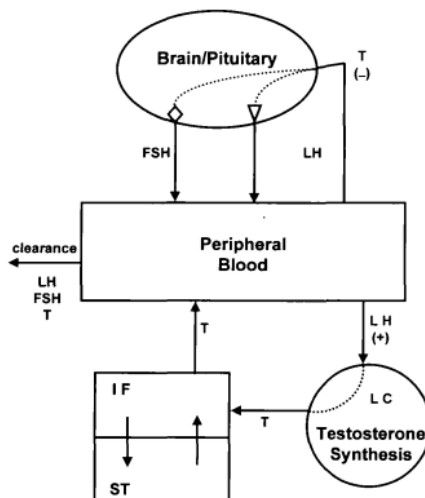 Brain/Pituitary
T
(–)
FSH
LH
clearance
LH
FSH
T
Peripheral
Blood
T
L H
(+)
I F
ST
T
L C
Testosterone
Synthesis